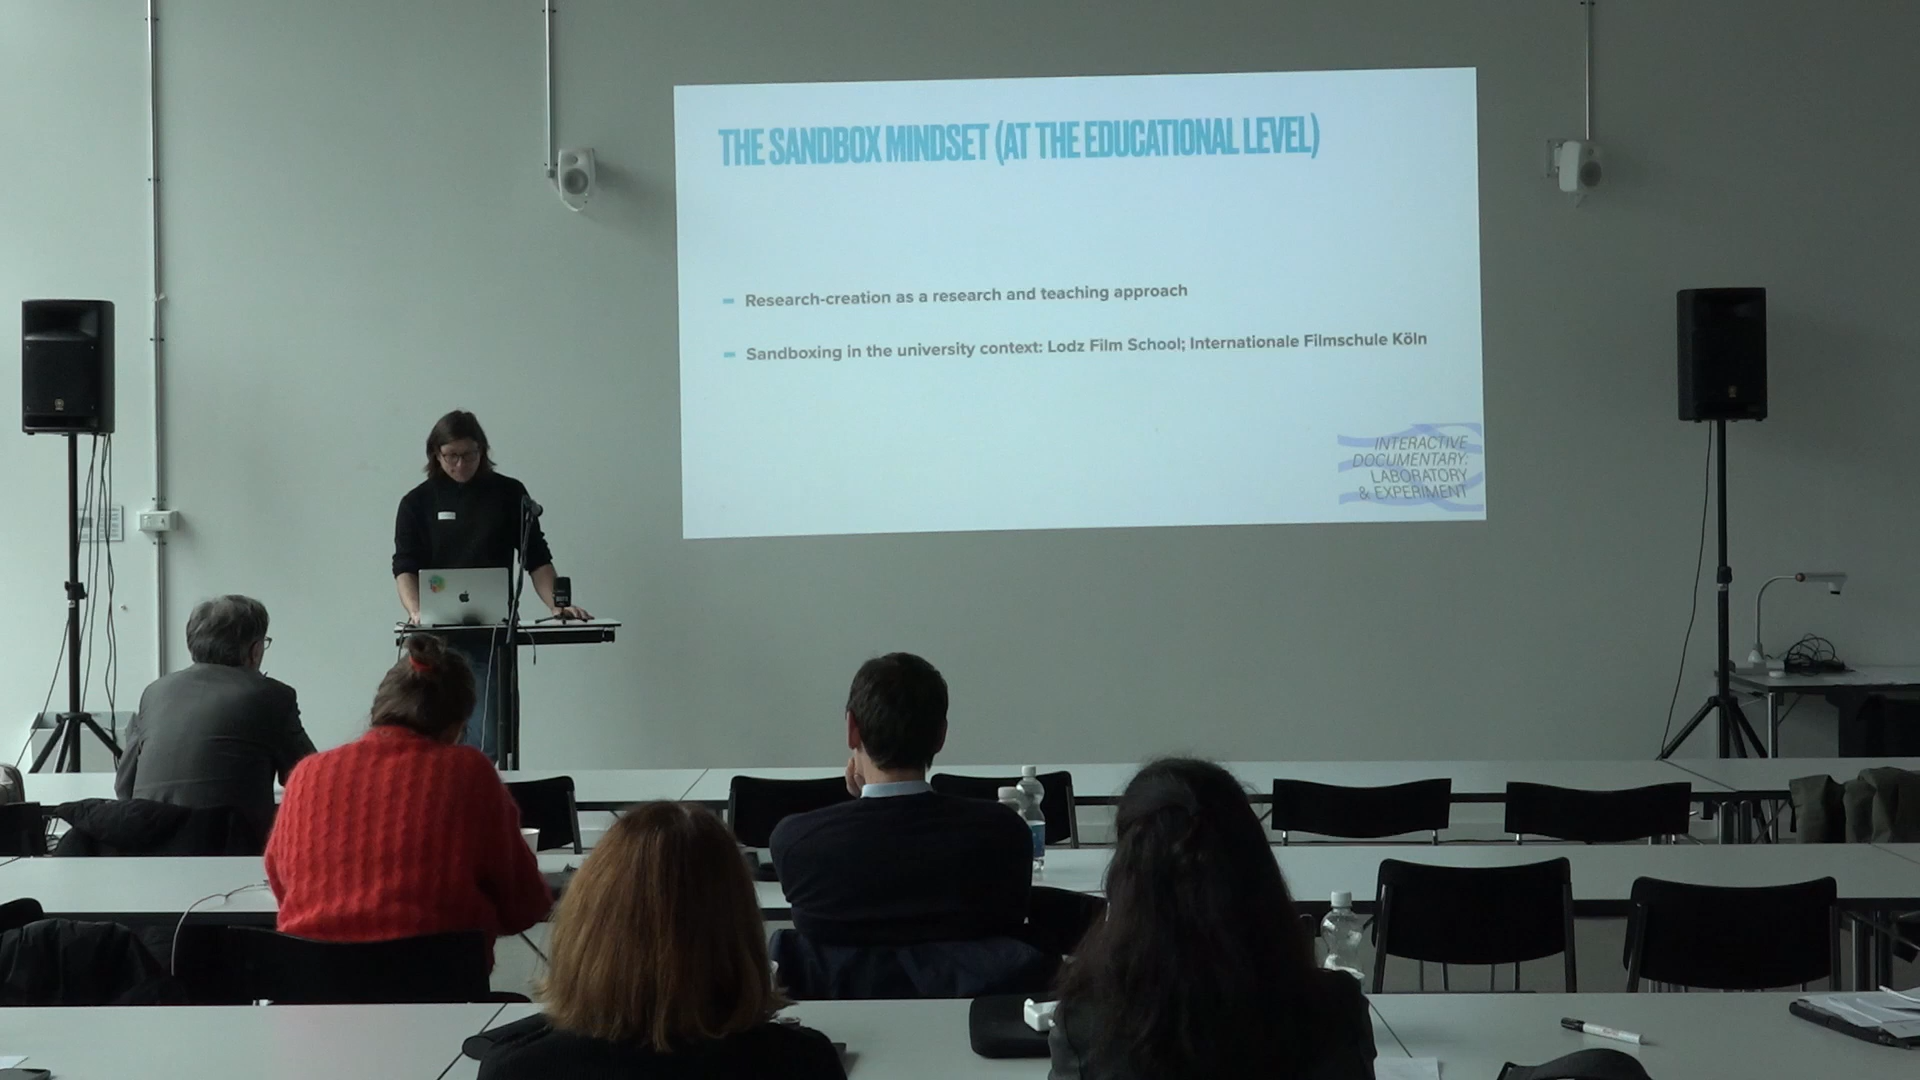 THE SANDBOX MINDSET (AT THE EDUCATIONAL LEVEL)
Research-creation as a research and teaching approach
Sandboxing in the university context: Lodz Film School; Internationale Filmschule Köln
INTERACTIVE
DOCUMENTARY:
LABORATORY
& EXPERIMENT